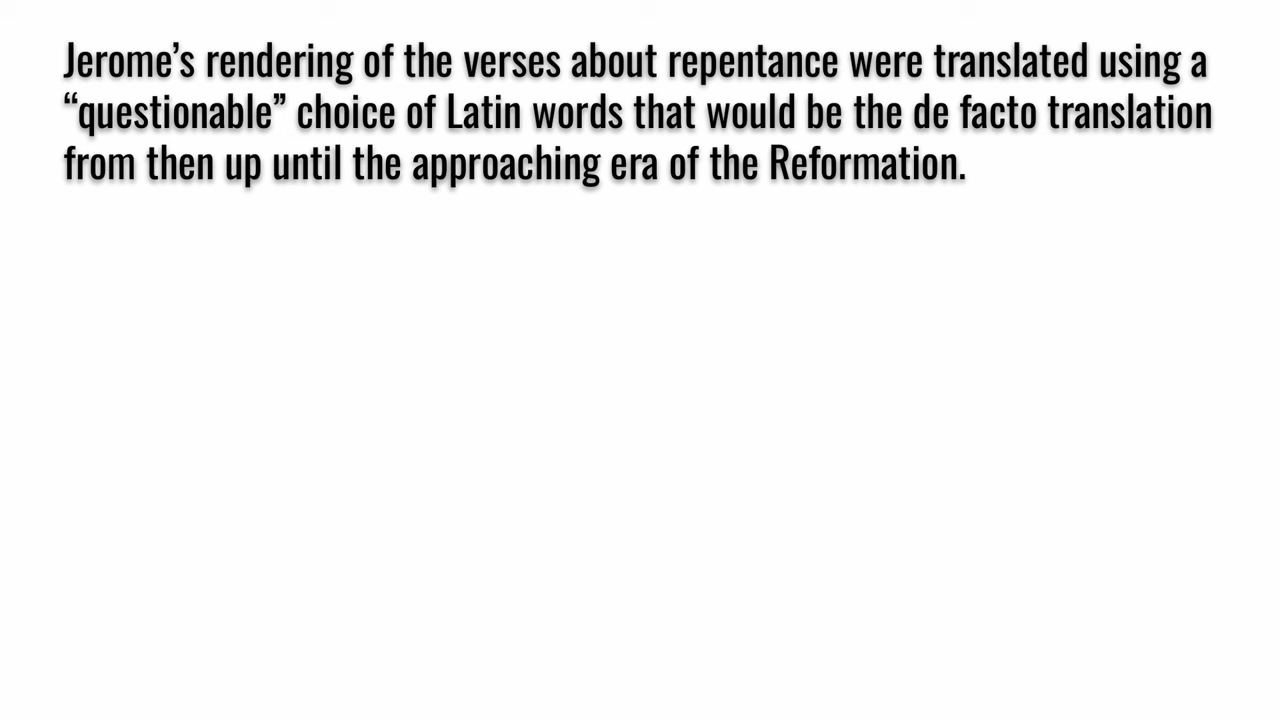 Jerome’s rendering of the verses about repentance were translated using a
“questionable” choice of Latin words that would be the de facto translation
from then up until the approaching era of the Reformation.